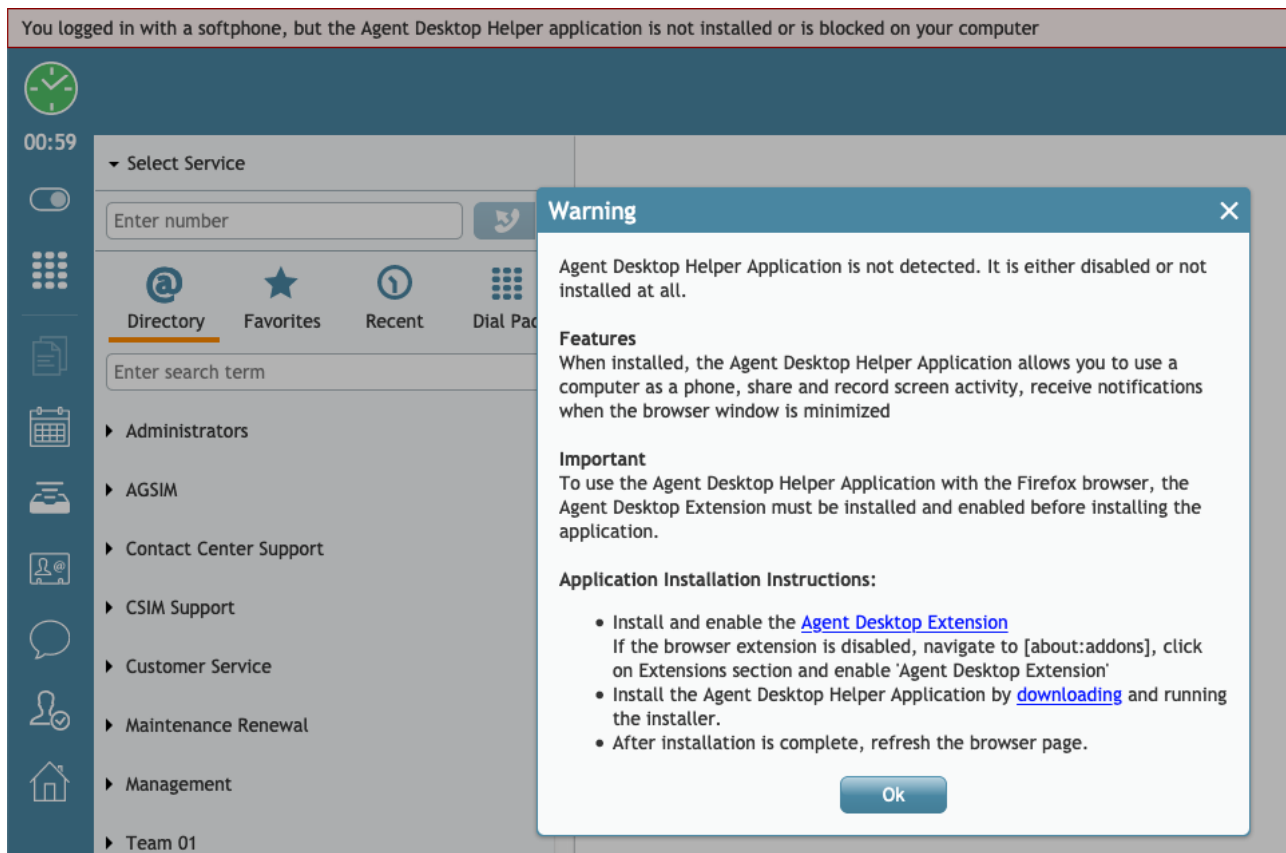 You logged in with a softphone, but the Agent Desktop Helper application is not installed or is blocked on your computer
00:59
Select Service
Enter number
Directory
Favorites
Recent
Dial Pad
Enter search term
Administrators
AGSIM
Contact Center Support
CSIM Support
Customer Service
Maintenance Renewal
Management
Team 01
Warning
Agent Desktop Helper Application is not detected. It is either disabled or not
installed at all.
Features
When installed, the Agent Desktop Helper Application allows you to use a
computer as a phone, share and record screen activity, receive notifications
when the browser window is minimized
Important
To use the Agent Desktop Helper Application with the Firefox browser, the
Agent Desktop Extension must be installed and enabled before installing the
application.
Application Installation Instructions:
• Install and enable the Agent Desktop Extension
If the browser extension is disabled, navigate to [about:addons], click
on Extensions section and enable 'Agent Desktop Extension'
• Install the Agent Desktop Helper Application by downloading and running
the installer.
• After installation is complete, refresh the browser page.
Ok